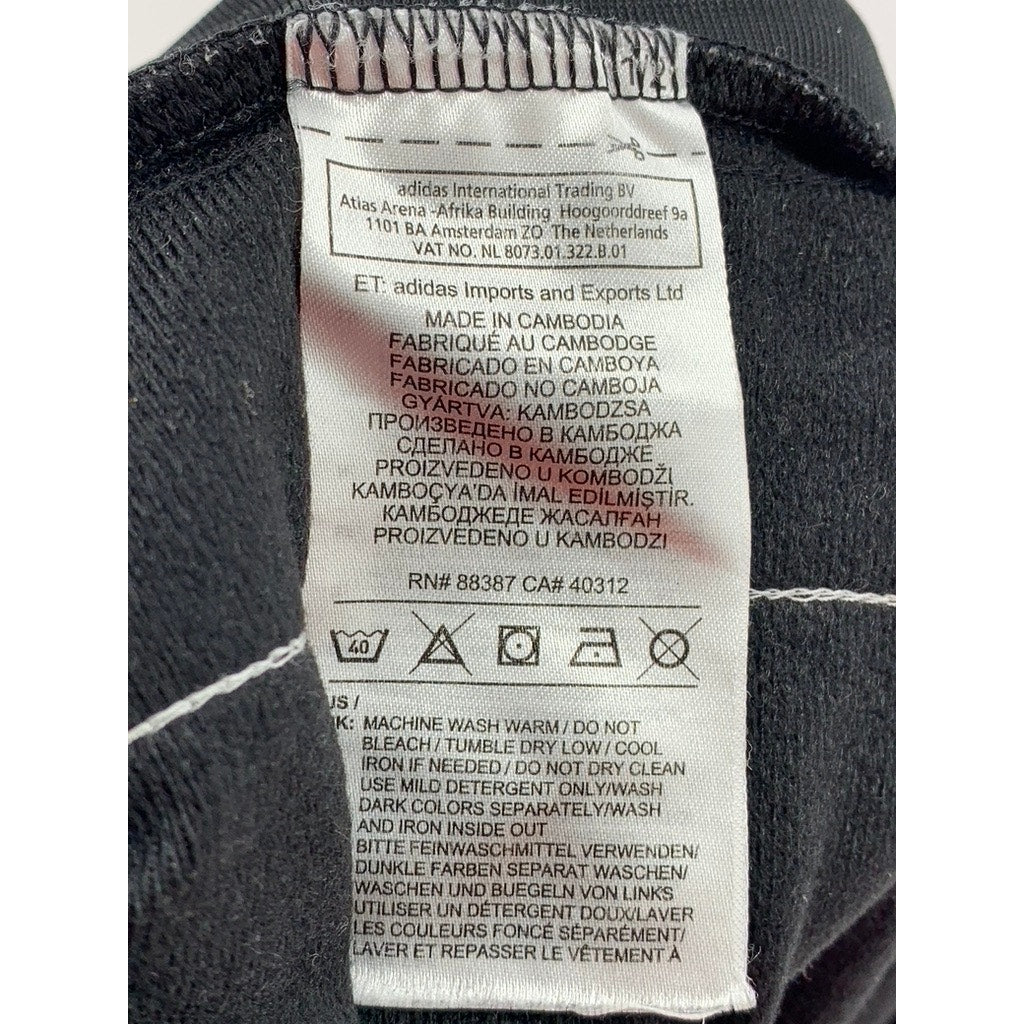 adidas International Trading BV
Atlas Arena -Afrika Building Hoogoorddreef 9a
1101 BA Amsterdam ZO The Netherlands
VAT NO. NL 8073.01.322.B.01
ET: adidas Imports and Exports Ltd
MADE IN CAMBODIA
FABRIQUÉ AU CAMBODGE
FABRICADO EN CAMBOYA
FABRICADO NO CAMBOJA
GYÁRTVA: KAMBODZSA
ПРОИЗВЕДЕНО В КАМБОДЖА
СДЕЛАНО В КАМБОДЖЕ
PROIZVEDENO U KOMBODŽI
KAMBOÇYA'DA İMAL EDİLMİŞTİR.
КАМБОДЖЕДЕ ЖАСАЛҒАН
PROIZVEDENO U KAMBODZI
RN# 88387 CA# 40312
40
US /
UK: MACHINE WASH WARM / DO NOT
BLEACH / TUMBLE DRY LOW / COOL
IRON IF NEEDED / DO NOT DRY CLEAN
USE MILD DETERGENT ONLY/WASH
DARK COLORS SEPARATELY/WASH
AND IRON INSIDE OUT
BITTE FEINWASCHMITTEL VERWENDEN/
DUNKLE FARBEN SEPARAT WASCHEN/
WASCHEN UND BUEGELN VON LINKS
UTILISER UN DÉTERGENT DOUX/LAVER
LES COULEURS FONCÉ SÉPARÉMENT/
LAVER ET REPASSER LE VÊTEMENT À